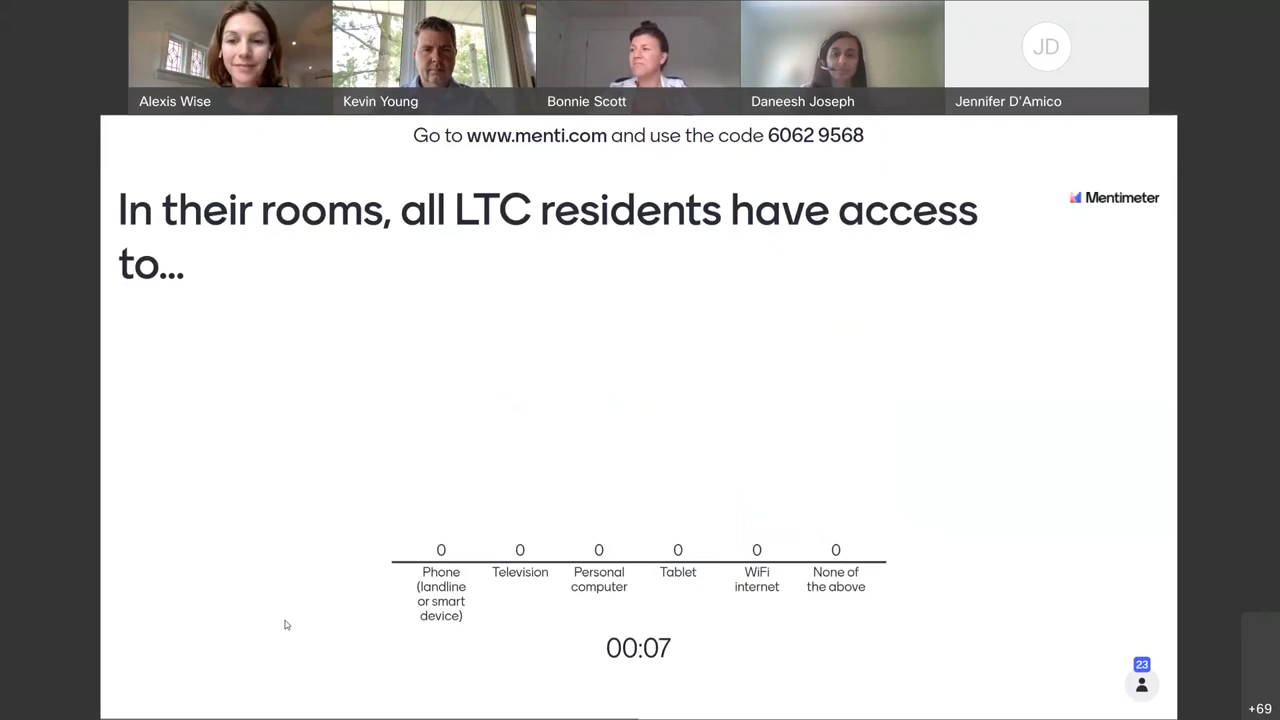 JD
Alexis Wise
Kevin Young
Bonnie Scott
Daneesh Joseph
Jennifer D'Amico
Go to www.menti.com and use the code 6062 9568
In their rooms, all LTC residents have access
to...
Mentimeter
0
0
0
0
0
0
Phone
(landline
or smart
device)
Television
Personal
computer
Tablet
WiFi
internet
None of
the above
00:07
23
+69